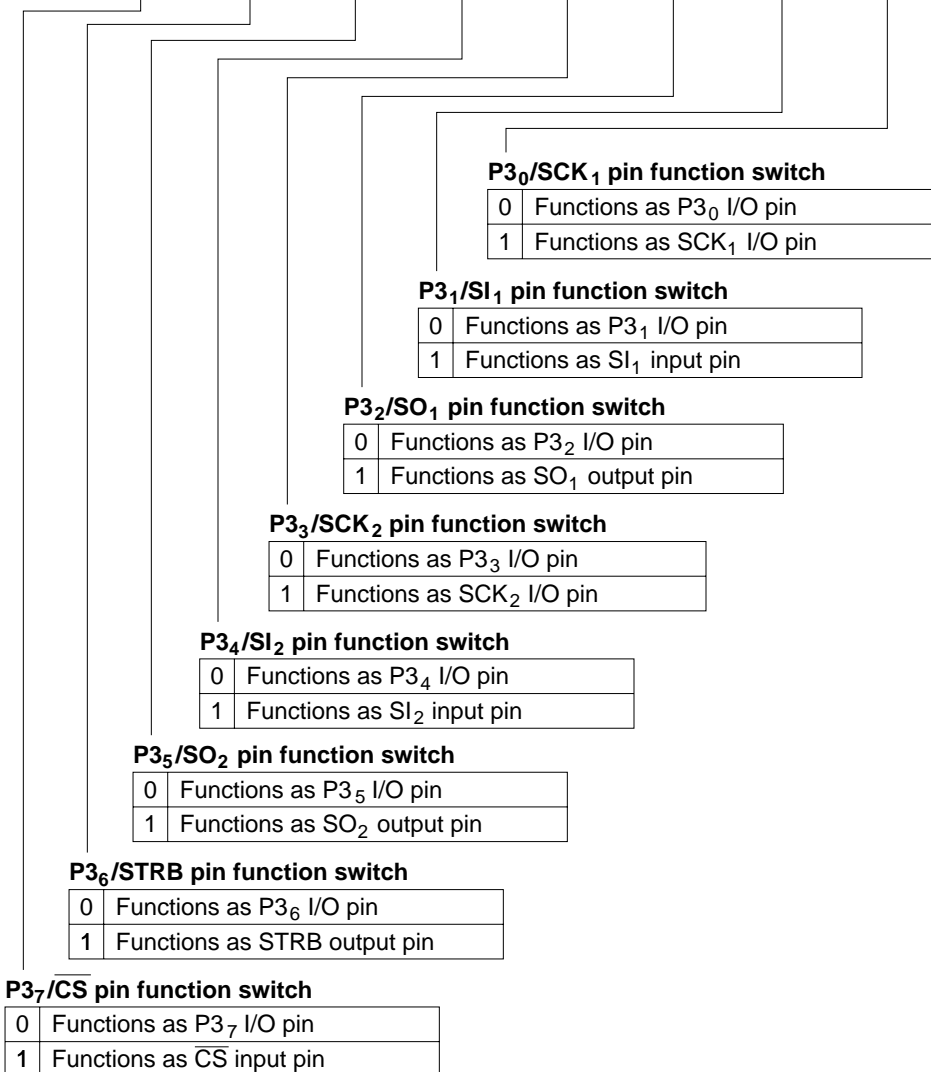 P3₀/SCK₁ pin function switch
0 Functions as P3₀ I/O pin
1 Functions as SCK₁ I/O pin
P3₁/SI₁ pin function switch
0 Functions as P3₁ I/O pin
1 Functions as SI₁ input pin
P3₂/SO₁ pin function switch
0 Functions as P3₂ I/O pin
1 Functions as SO₁ output pin
P3₃/SCK₂ pin function switch
0 Functions as P3₃ I/O pin
1 Functions as SCK₂ I/O pin
P3₄/SI₂ pin function switch
0 Functions as P3₄ I/O pin
1 Functions as SI₂ input pin
P3₅/SO₂ pin function switch
0 Functions as P3₅ I/O pin
1 Functions as SO₂ output pin
P3₆/STRB pin function switch
0 Functions as P3₆ I/O pin
1 Functions as STRB output pin
P3₇/C̅S̅ pin function switch
0 Functions as P3₇ I/O pin
1 Functions as C̅S̅ input pin